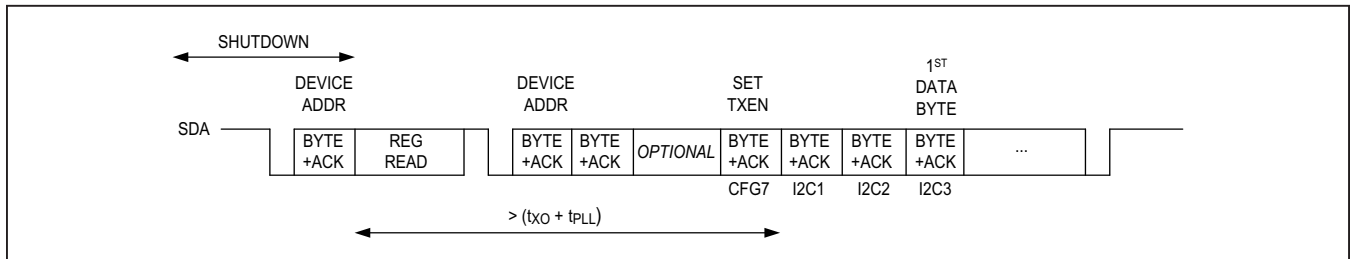 SHUTDOWN
DEVICE
ADDR
DEVICE
ADDR
SET
TXEN
1ST
DATA
BYTE
SDA
BYTE
+ACK
REG
READ
BYTE
+ACK
BYTE
+ACK
OPTIONAL
BYTE
+ACK
BYTE
+ACK
BYTE
+ACK
BYTE
+ACK
...
CFG7
I2C1
I2C2
I2C3
> (tXO + tPLL)